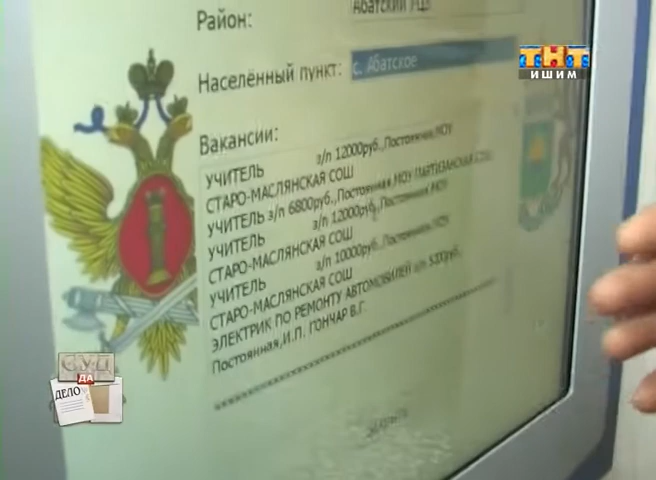 Район:
Абатский ГЦЗ
Населённый пункт:
с. Абатское
ТНТ
ИШИМ
Вакансии:
УЧИТЕЛЬ з/п 12000руб.,Постоянная,МОУ
СТАРО-МАСЛЯНСКАЯ СОШ
УЧИТЕЛЬ з/п 6800руб.,Постоянная,МОУ ПАРТИЗАНСКАЯ СОШ
УЧИТЕЛЬ з/п 12000руб.,Постоянная,МОУ
СТАРО-МАСЛЯНСКАЯ СОШ
УЧИТЕЛЬ з/п 10000руб.,Постоянная,МОУ
СТАРО-МАСЛЯНСКАЯ СОШ
ЭЛЕКТРИК ПО РЕМОНТУ АВТОМОБИЛЕЙ з/п 5200руб.
Постоянная,И.П. ГОНЧАР В.Г.
СУД
ДА
ДЕЛО